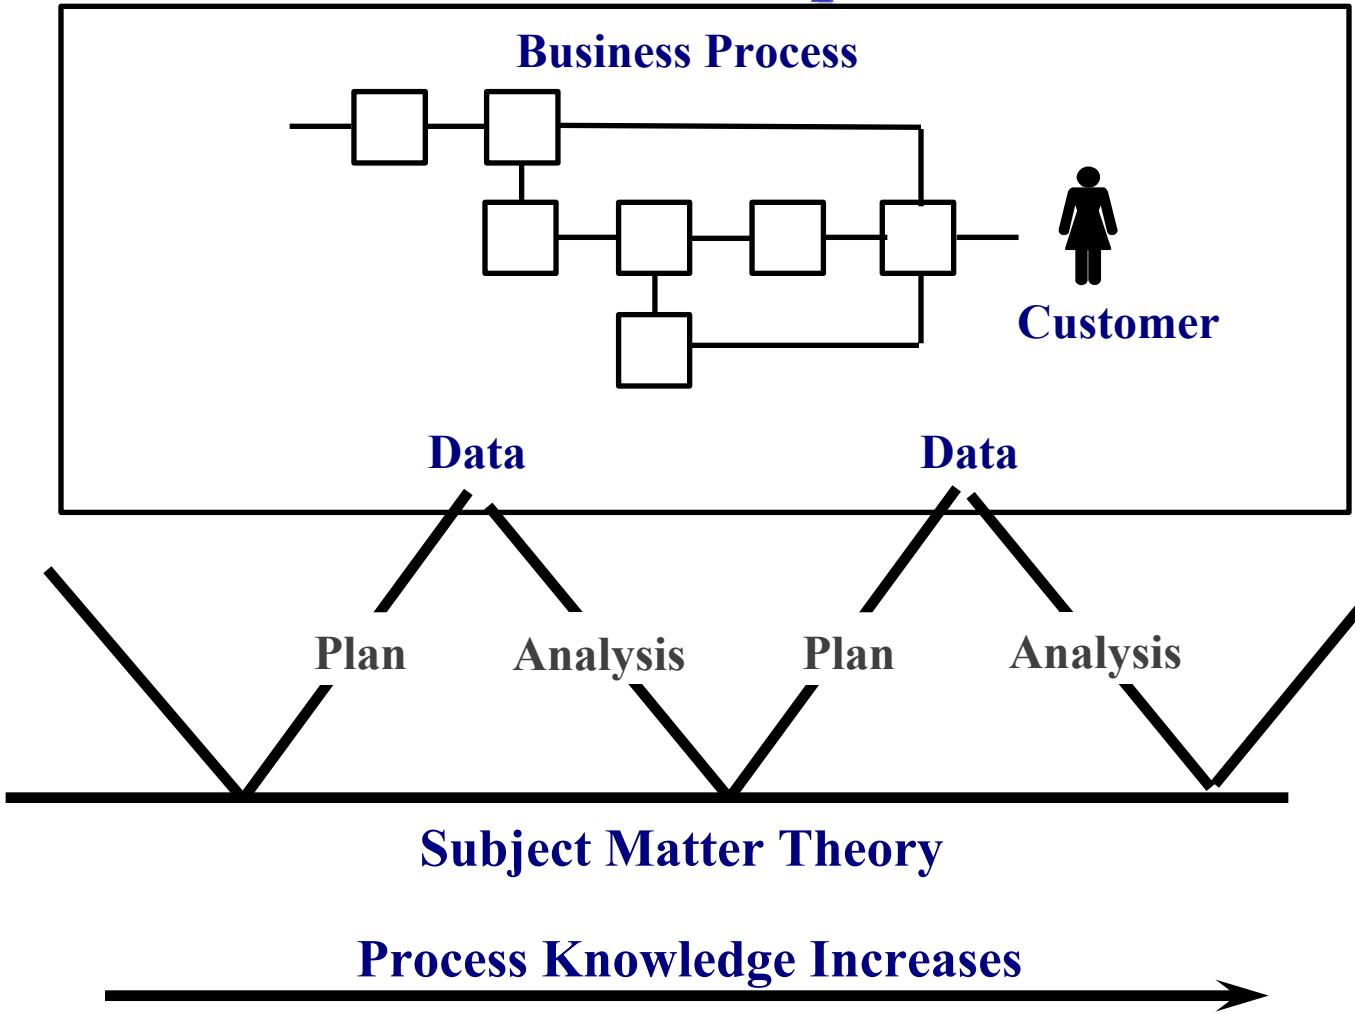 Business Process
Customer
Data
Data
Plan
Analysis
Plan
Analysis
Subject Matter Theory
Process Knowledge Increases